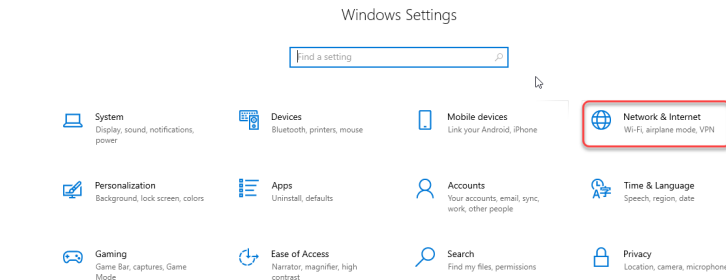 Windows Settings
Find a setting
System
Display, sound, notifications,
power
Devices
Bluetooth, printers, mouse
Mobile devices
Link your Android, iPhone
Network & Internet
Wi-Fi, airplane mode, VPN
Personalization
Background, lock screen, colors
Apps
Uninstall, defaults
Accounts
Your accounts, email, sync,
work, other people
Time & Language
Speech, region, date
Gaming
Game Bar, captures, Game
Mode
Ease of Access
Narrator, magnifier, high
contrast
Search
Find my files, permissions
Privacy
Location, camera, microphone